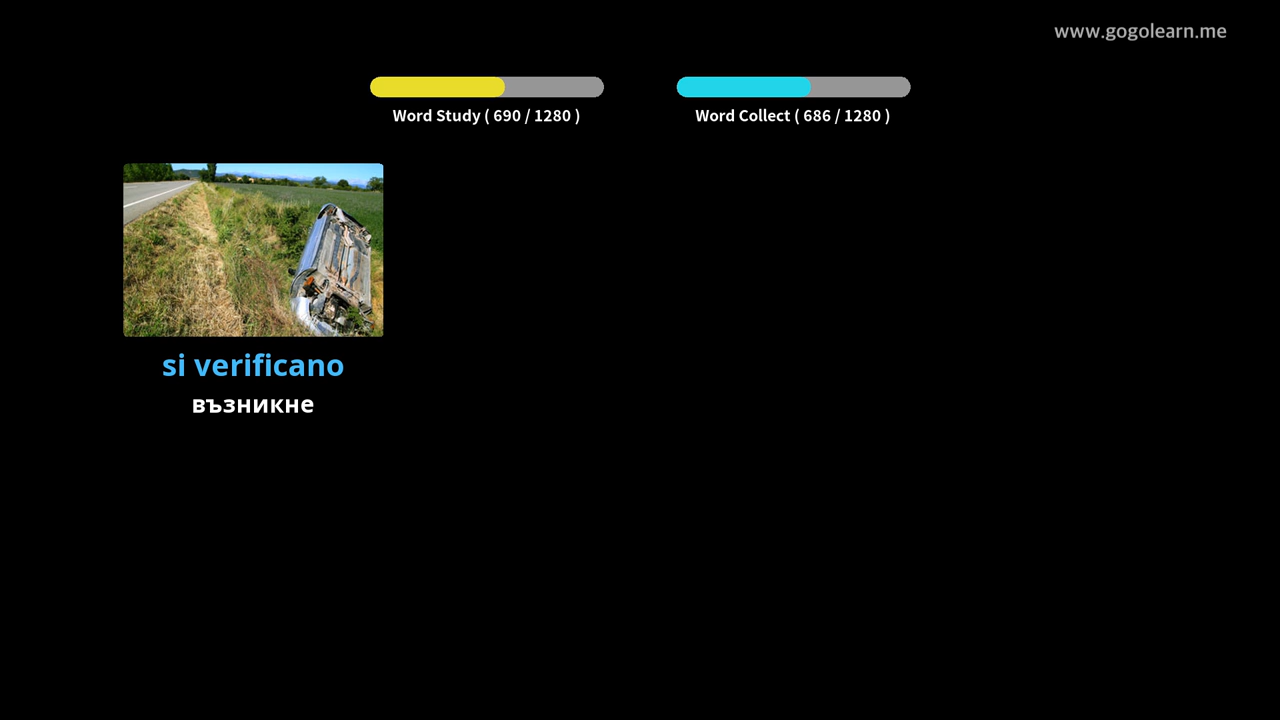 www.gogolearn.me
Word Study ( 690 / 1280 )
Word Collect ( 686 / 1280 )
si verificano
възникне